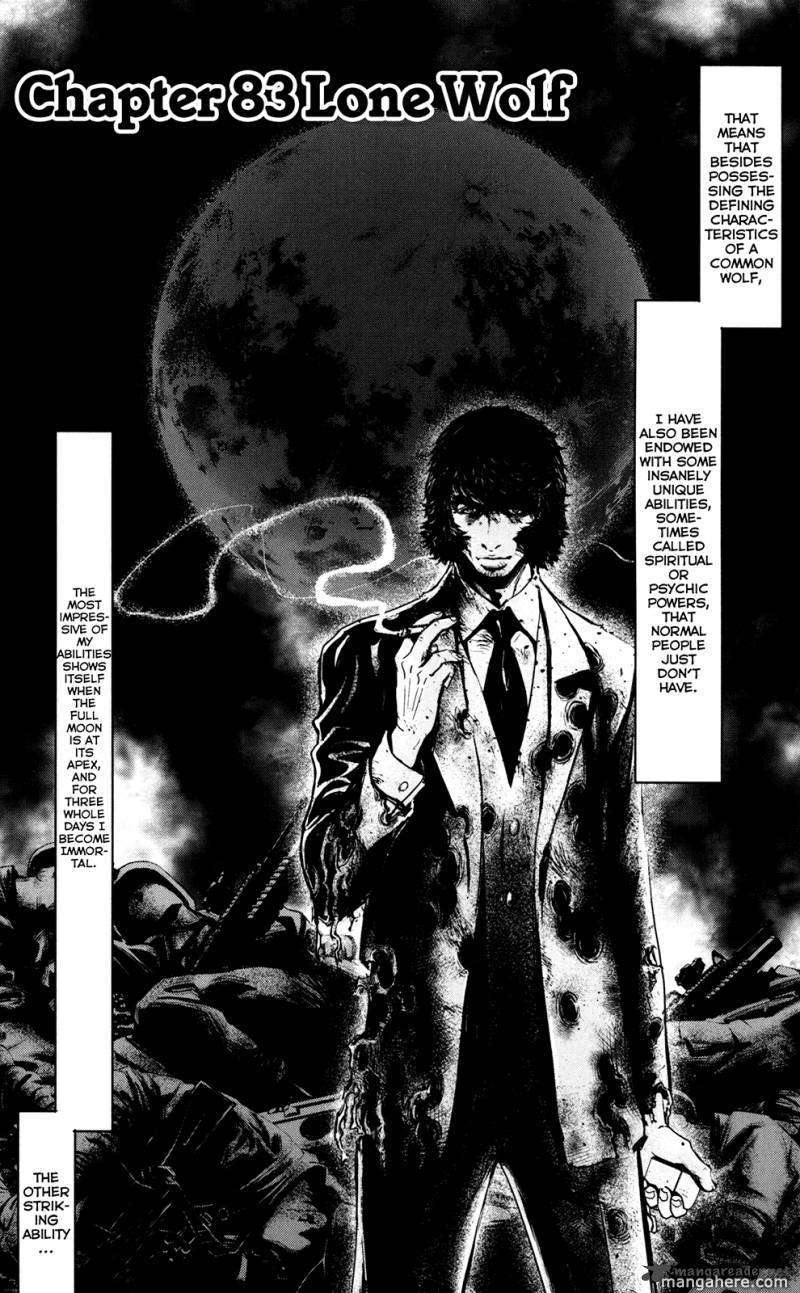 Chapter 83 Lone Wolf
THAT
MEANS
THAT
BESIDES
POSSES-
SING THE
DEFINING
CHARAC-
TERISTICS
OF A
COMMON
WOLF,
I HAVE
ALSO BEEN
ENDOWED
WITH SOME
INSANELY
UNIQUE
ABILITIES,
SOME-
TIMES
CALLED
SPIRITUAL
OR
PSYCHIC
POWERS,
THAT
NORMAL
PEOPLE
JUST
DON'T
HAVE.
THE
MOST
IMPRES-
SIVE OF
MY
ABILITIES
SHOWS
ITSELF
WHEN
THE
FULL
MOON
IS AT
ITS
APEX,
AND
FOR
THREE
WHOLE
DAYS I
BECOME
IMMOR-
TAL.
THE
OTHER
STRIK-
ING
ABILITY
...
mangareader.net
-mangahere.com-